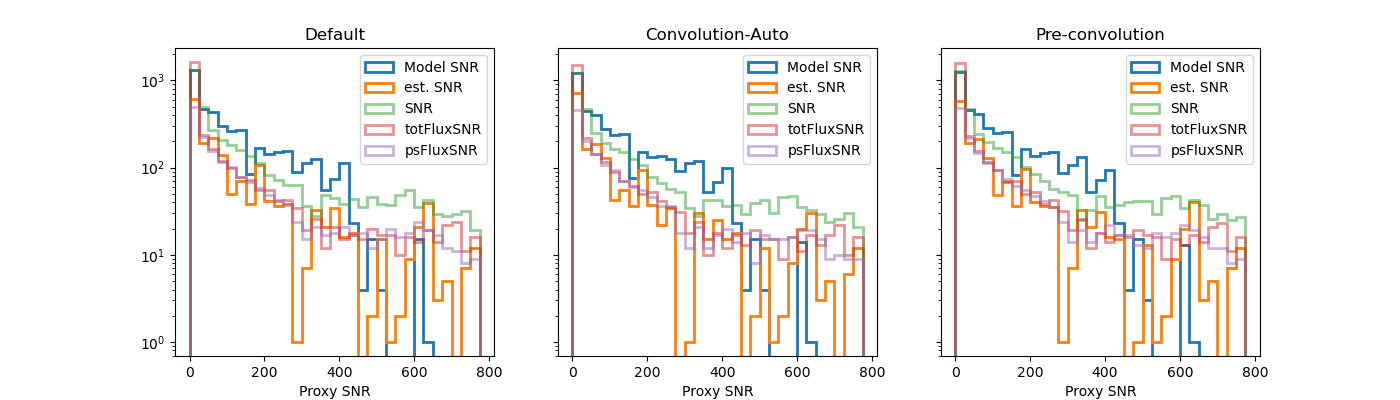 Default
Convolution-Auto
Pre-convolution
Model SNR
est. SNR
SNR
totFluxSNR
psFluxSNR
Model SNR
est. SNR
SNR
totFluxSNR
psFluxSNR
Model SNR
est. SNR
SNR
totFluxSNR
psFluxSNR
10³
10²
10¹
10⁰
0 200 400 600 800
0 200 400 600 800
0 200 400 600 800
Proxy SNR
Proxy SNR
Proxy SNR